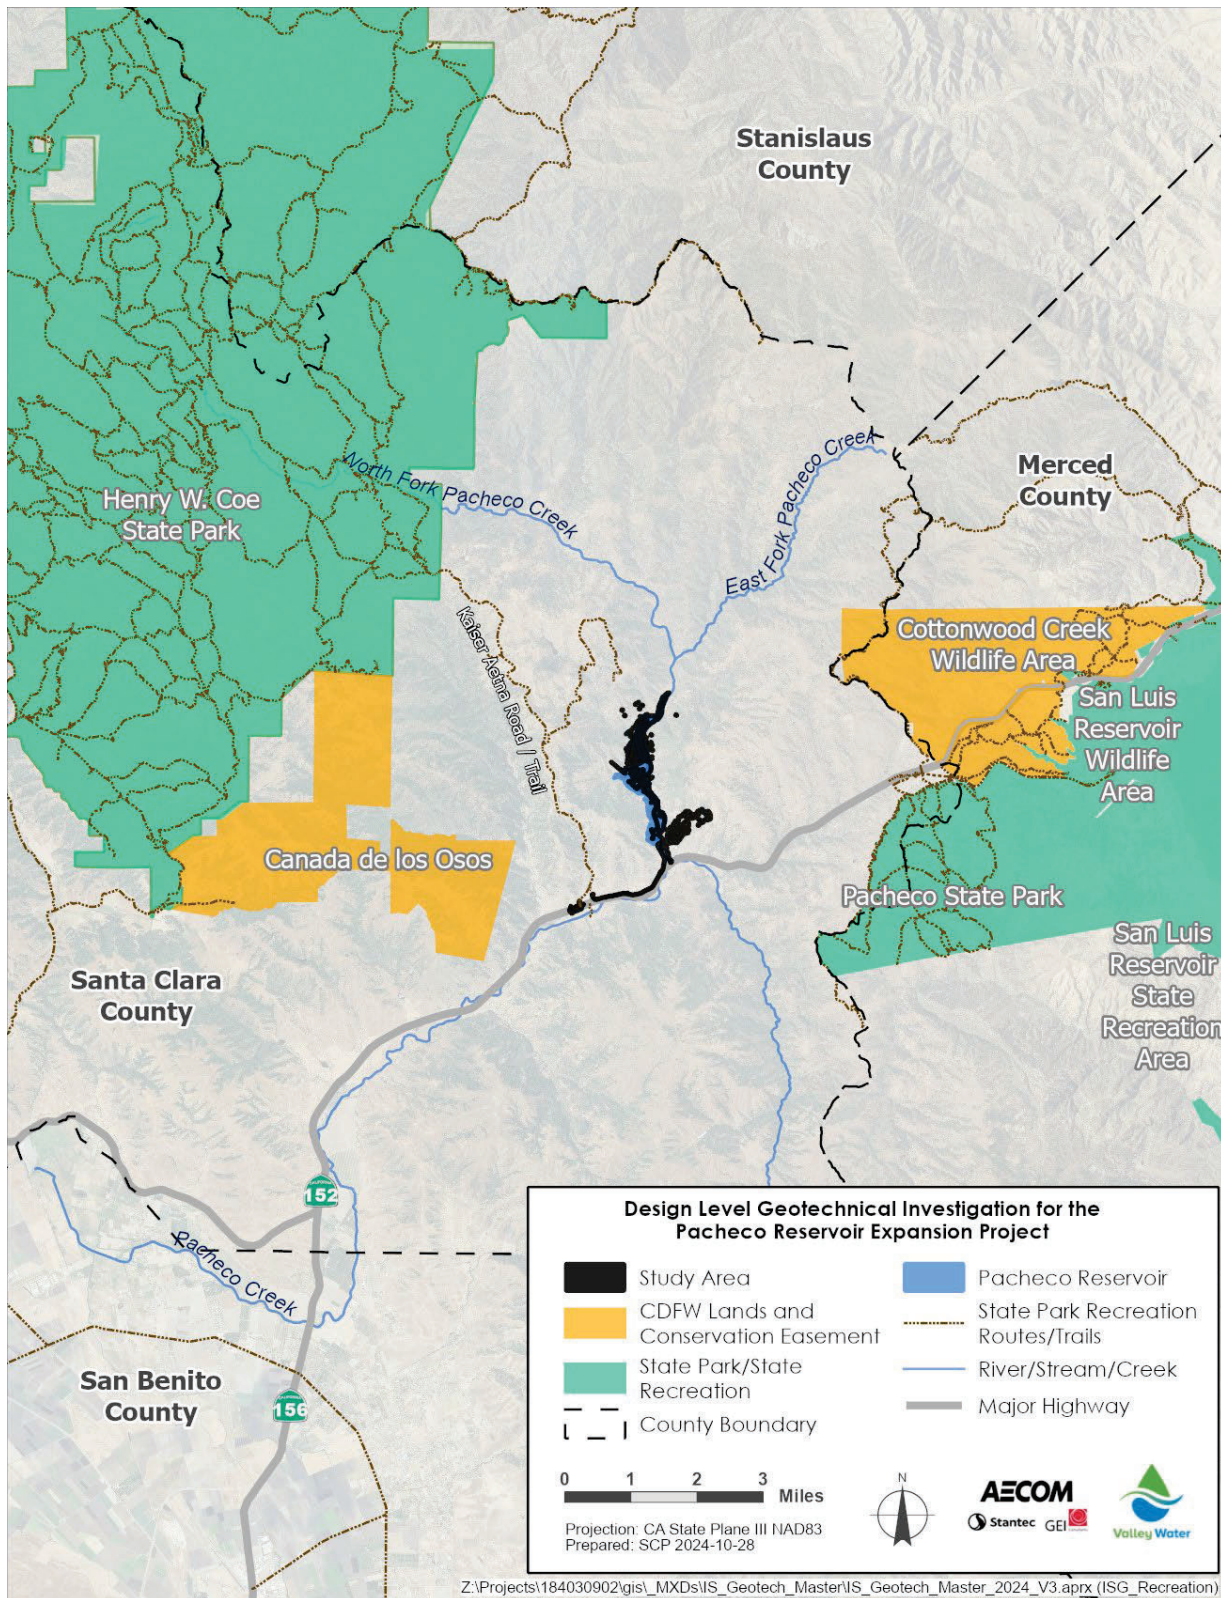 Stanislaus
County
Merced
County
Henry W. Coe
State Park
North Fork Pacheco Creek
East Fork Pacheco Creek
Cottonwood Creek
Wildlife Area
Kaiser Aetna Road / Trail
San Luis
Reservoir
Wildlife
Area
Canada de los Osos
Pacheco State Park
San Luis
Reservoir
State
Recreation
Area
Santa Clara
County
152
Pacheco Creek
San Benito
County
156
Design Level Geotechnical Investigation for the
Pacheco Reservoir Expansion Project
Study Area
CDFW Lands and
Conservation Easement
State Park/State
Recreation
County Boundary
Pacheco Reservoir
State Park Recreation
Routes/Trails
River/Stream/Creek
Major Highway
0 1 2 3
Miles
Projection: CA State Plane III NAD83
Prepared: SCP 2024-10-28
N
AECOM
Stantec GEI
Valley Water
Z:\Projects\184030902\gis\_MXDs\IS_Geotech_Master\IS_Geotech_Master_2024_V3.aprx (ISG_Recreation)